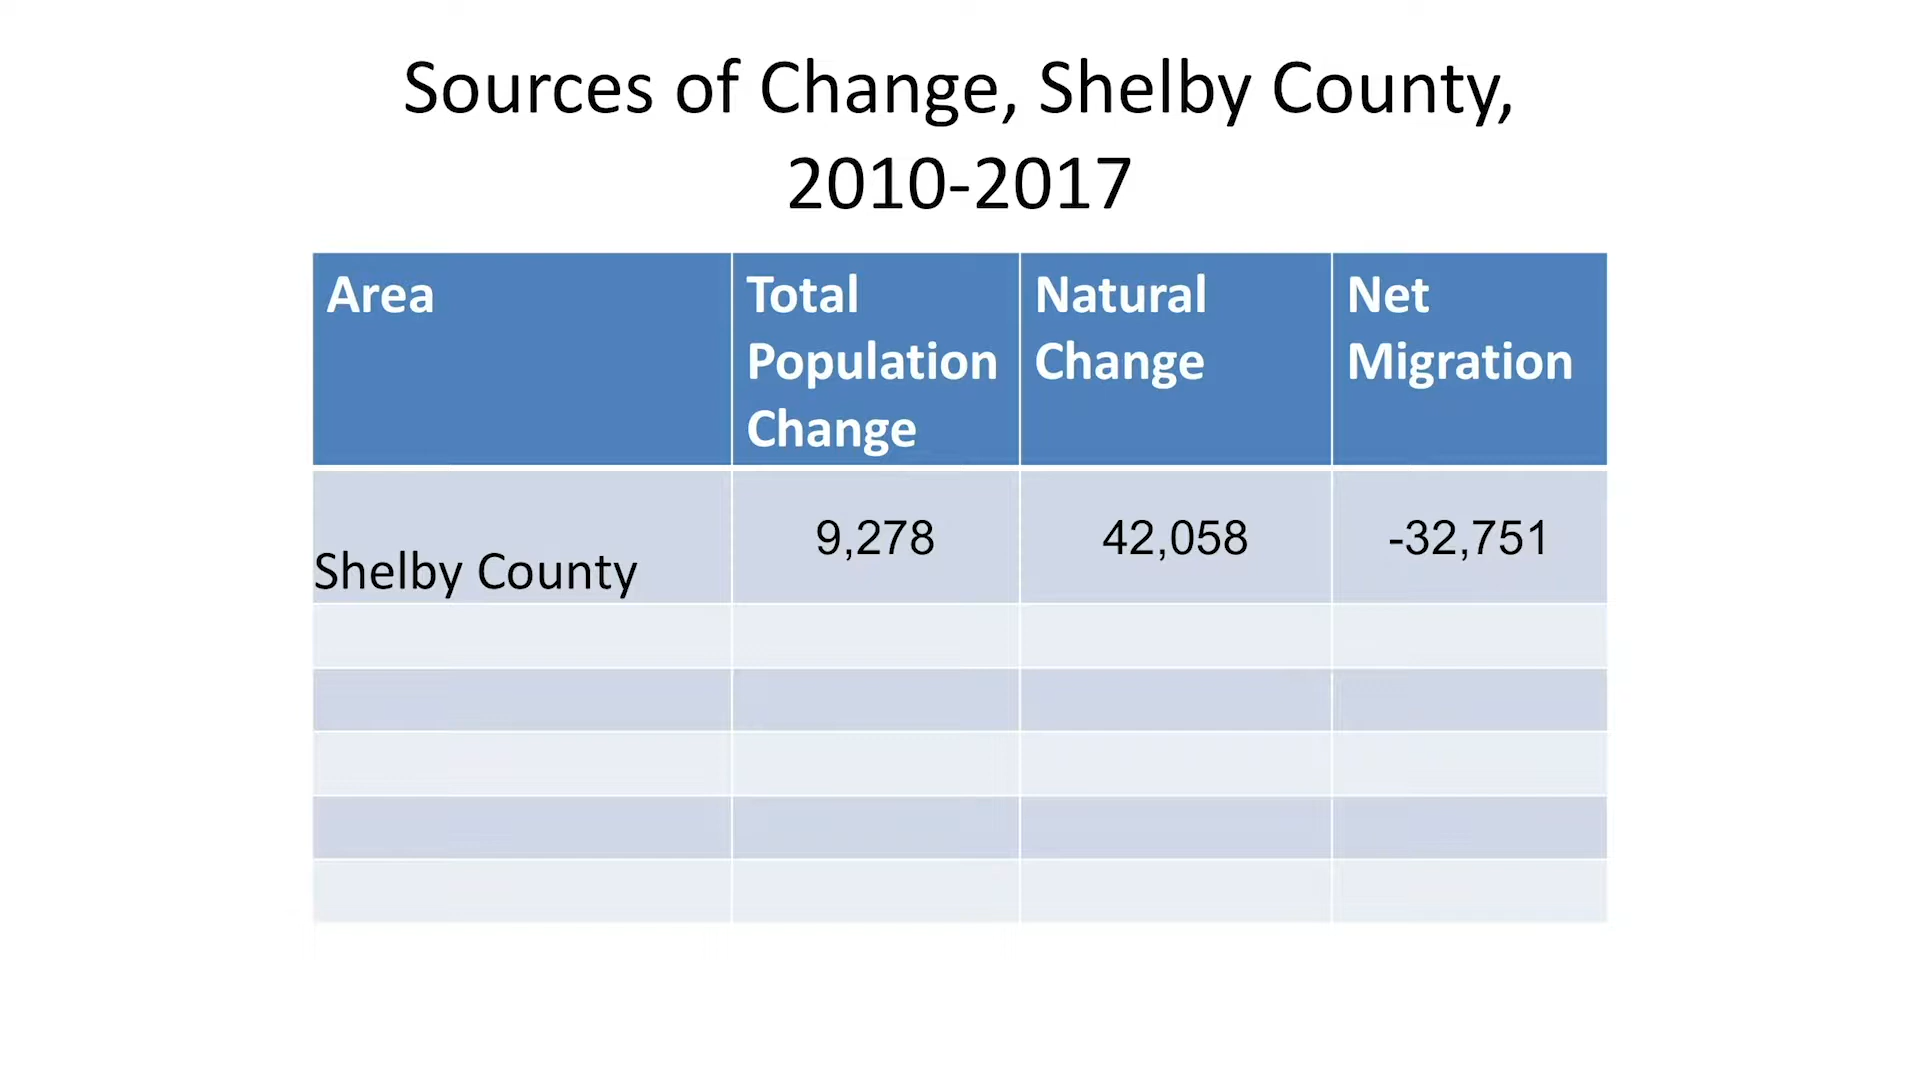 Sources of Change, Shelby County,
2010-2017
Area
Total
Population
Change
Natural
Change
Net
Migration
Shelby County
9,278
42,058
-32,751